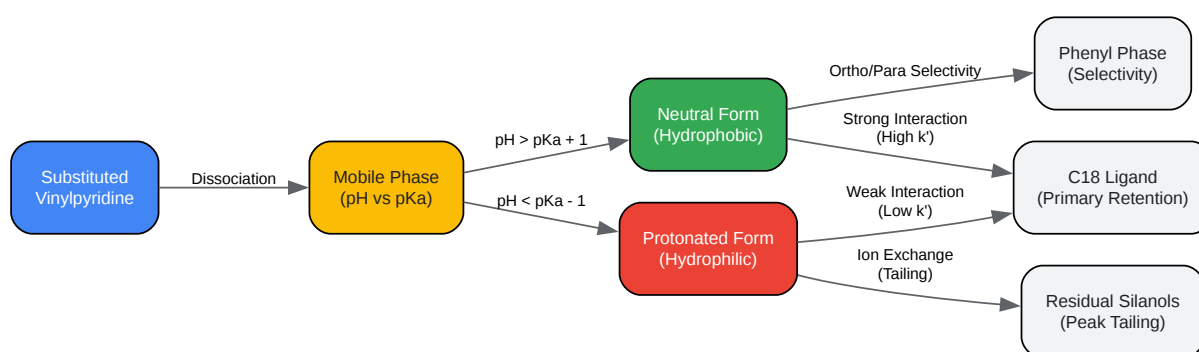 Substituted
Vinylpyridine
Dissociation
Mobile Phase
(pH vs pKa)
pH > pKa + 1
pH < pKa - 1
Neutral Form
(Hydrophobic)
Protonated Form
(Hydrophilic)
Ortho/Para Selectivity
Strong Interaction
(High k')
Weak Interaction
(Low k')
Ion Exchange
(Tailing)
Phenyl Phase
(Selectivity)
C18 Ligand
(Primary Retention)
Residual Silanols
(Peak Tailing)